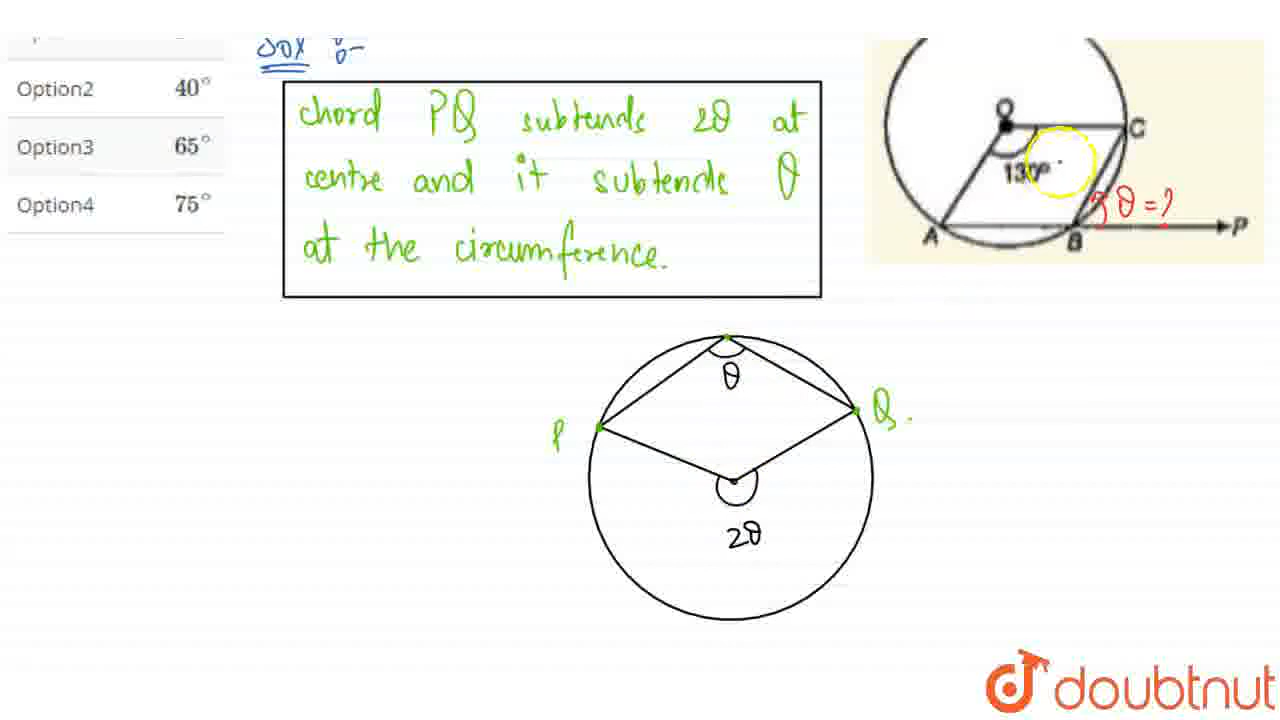 Option2 40°
Option3 65°
Option4 75°
chord PQ subtends 2θ at
centre and it subtends θ
at the circumference.
O
C
130°
θ = ?
A
B
P
θ
P
Q.
2θ
doubtnut